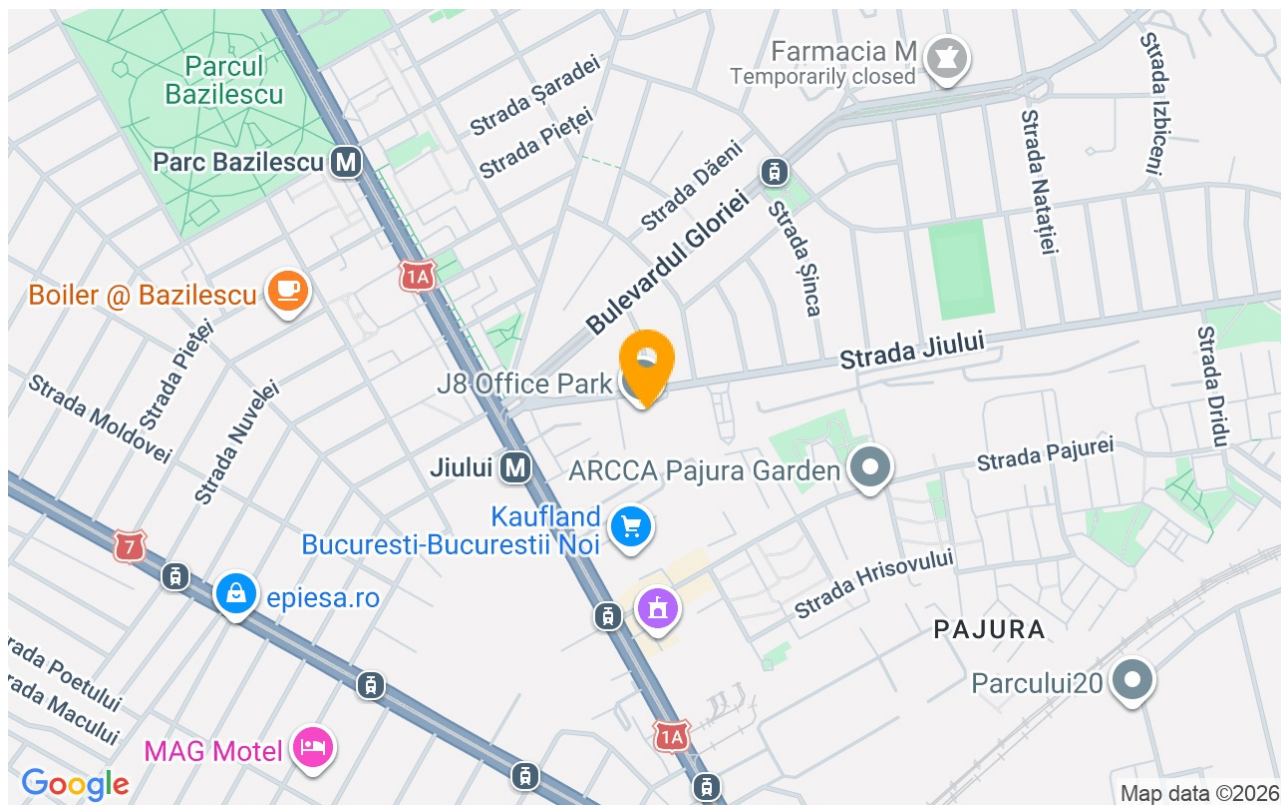 Parcul
Bazilescu
Parc Bazilescu
M
Farmacia M
Temporarily closed
Strada Izbiceni
Strada Șaradei
Strada Pieței
Strada Dăeni
Strada Natației
Strada Șinca
1A
Bulevardul Gloriei
Boiler @ Bazilescu
Strada Pieței
Strada Nuvelei
Strada Moldovei
Strada Jiului
J8 Office Park
Strada Dridu
Jiului
M
ARCCA Pajura Garden
Strada Pajurei
Kaufland
Bucuresti-Bucurestii Noi
7
epiesa.ro
Strada Hrisovului
PAJURA
rada Poetului
rada Macului
Parcului20
MAG Motel
1A
Google
Map data ©2026